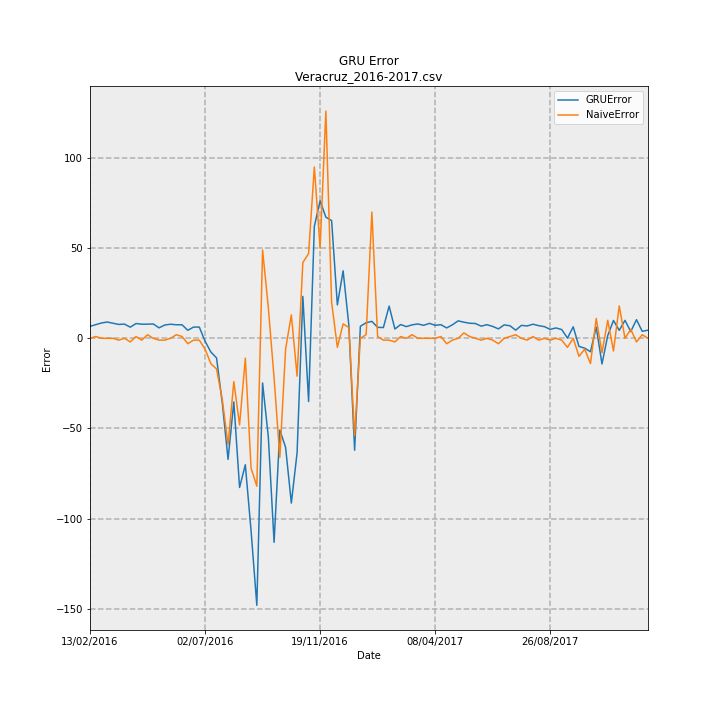 GRU Error
Veracruz_2016-2017.csv
GRUError
NaiveError
100
50
0
−50
−100
−150
Error
13/02/2016
02/07/2016
19/11/2016
08/04/2017
26/08/2017
Date